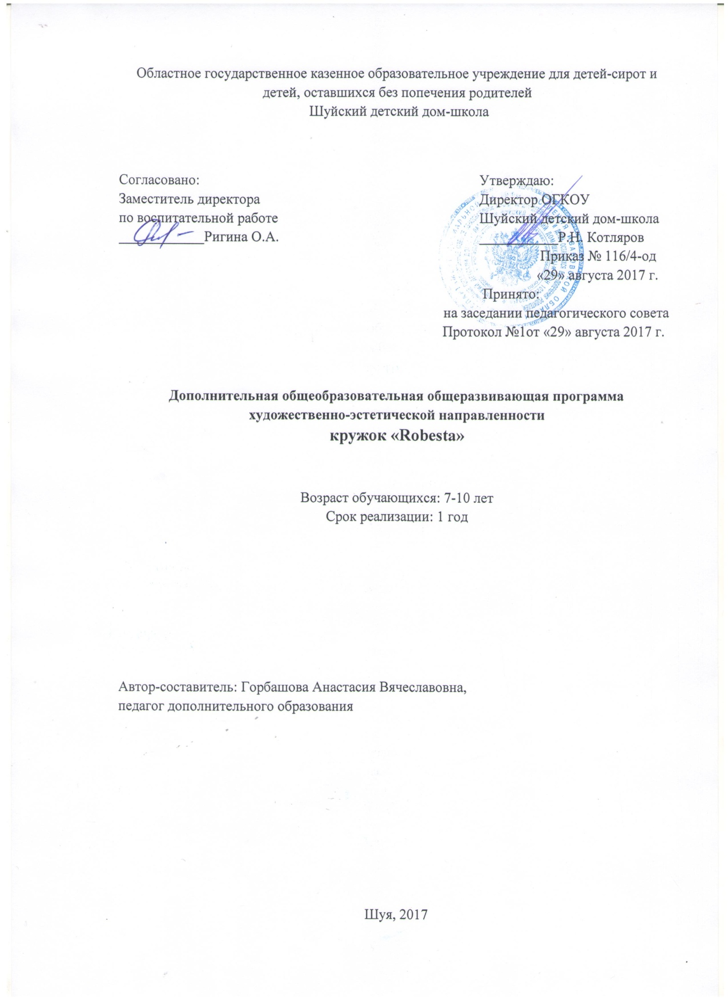 Областное государственное казенное образовательное учреждение для детей-сирот и
детей, оставшихся без попечения родителей
Шуйский детский дом-школа
Согласовано:
Заместитель директора
по воспитательной работе
____________Ригина О.А.
Утверждаю:
Директор ОГКОУ
Шуйский детский дом-школа
___________Р.Н. Котляров
Приказ № 116/4-од
«29» августа 2017 г.
Принято:
на заседании педагогического совета
Протокол №1от «29» августа 2017 г.
Дополнительная общеобразовательная общеразвивающая программа
художественно-эстетической направленности
кружок «Robesta»
Возраст обучающихся: 7-10 лет
Срок реализации: 1 год
Автор-составитель: Горбашова Анастасия Вячеславовна,
педагог дополнительного образования
Шуя, 2017